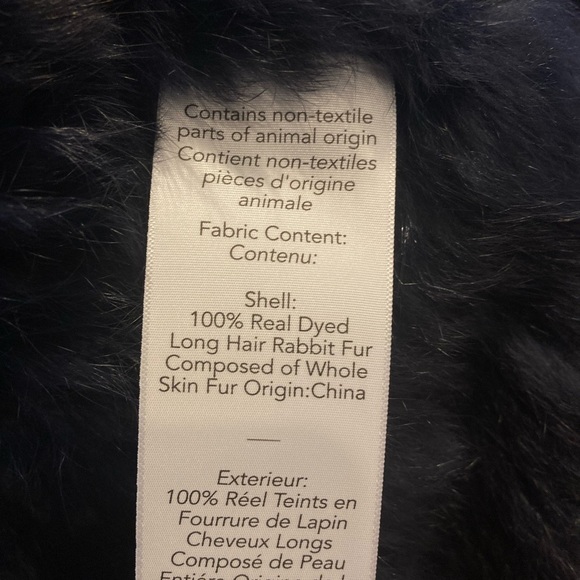 Contains non-textile
parts of animal origin
Contient non-textiles
pièces d'origine
animale
Fabric Content:
Contenu:
Shell:
100% Real Dyed
Long Hair Rabbit Fur
Composed of Whole
Skin Fur Origin:China
Exterieur:
100% Réel Teints en
Fourrure de Lapin
Cheveux Longs
Composé de Peau